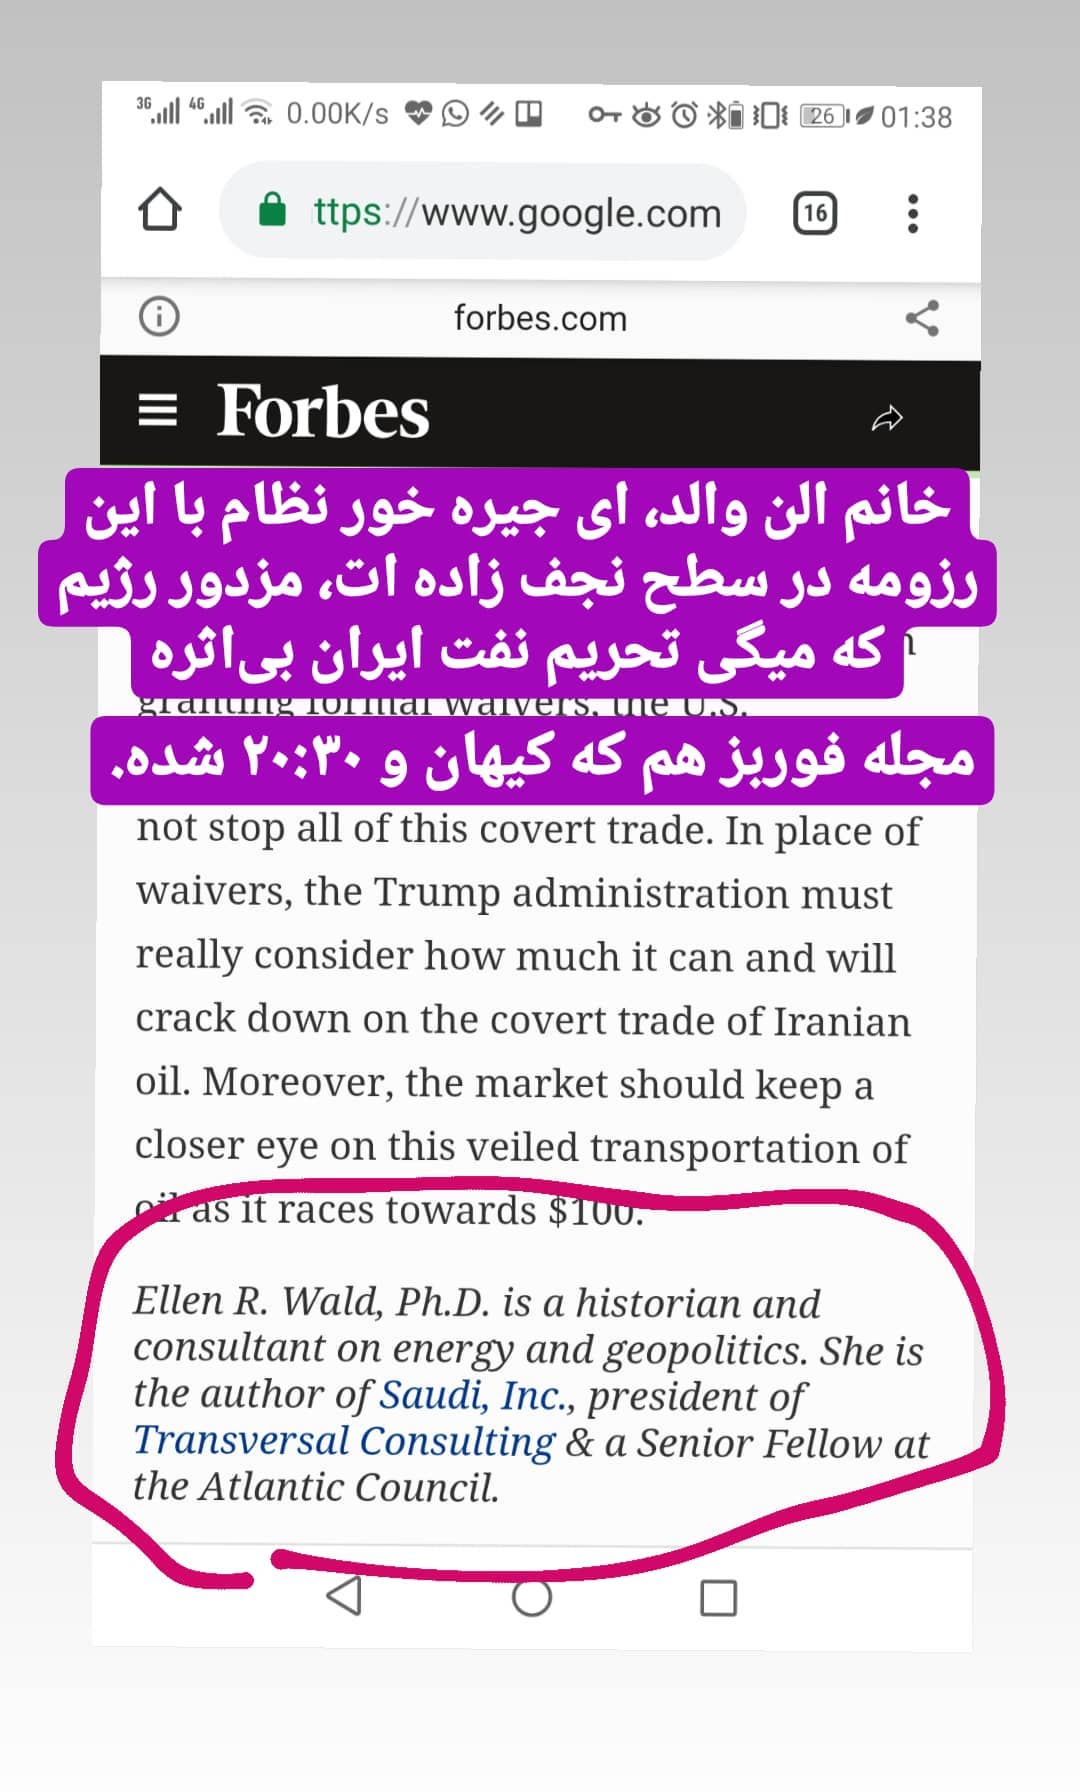 3G 4G 0.00K/s 26 01:38
ttps://www.google.com 16
forbes.com
Forbes
خانم الن والد، ای جیره خور نظام با این
رزومه در سطح نجف زاده ات، مزدور رژیم
که میگی تحریم نفت ایران بی‌اثره
granting formal waivers, the U.S.
مجله فوربز هم که کیهان و ۲۰:۳۰ شده.
not stop all of this covert trade. In place of
waivers, the Trump administration must
really consider how much it can and will
crack down on the covert trade of Iranian
oil. Moreover, the market should keep a
closer eye on this veiled transportation of
oil as it races towards $100.
Ellen R. Wald, Ph.D. is a historian and
consultant on energy and geopolitics. She is
the author of Saudi, Inc., president of
Transversal Consulting & a Senior Fellow at
the Atlantic Council.